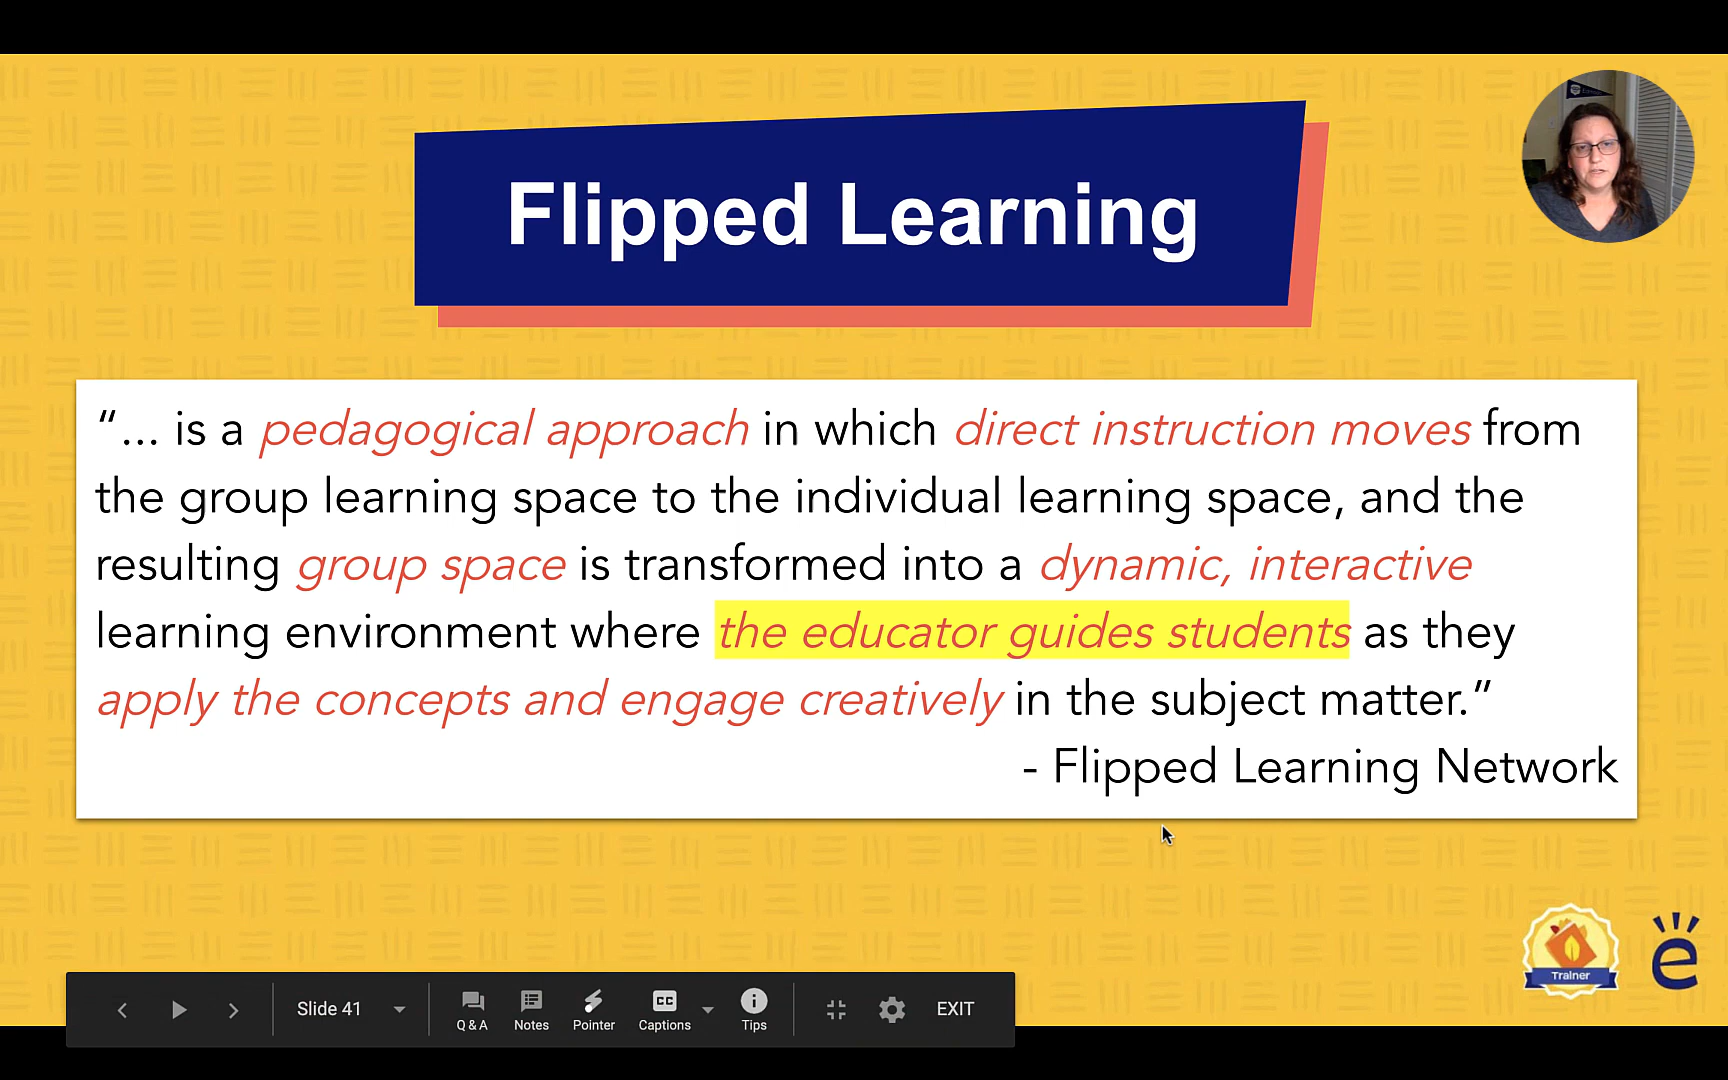 Flipped Learning
“... is a pedagogical approach in which direct instruction moves from
the group learning space to the individual learning space, and the
resulting group space is transformed into a dynamic, interactive
learning environment where the educator guides students as they
apply the concepts and engage creatively in the subject matter.”
- Flipped Learning Network
Trainer
e
Slide 41
Q & A
Notes
Pointer
CC
Captions
Tips
EXIT